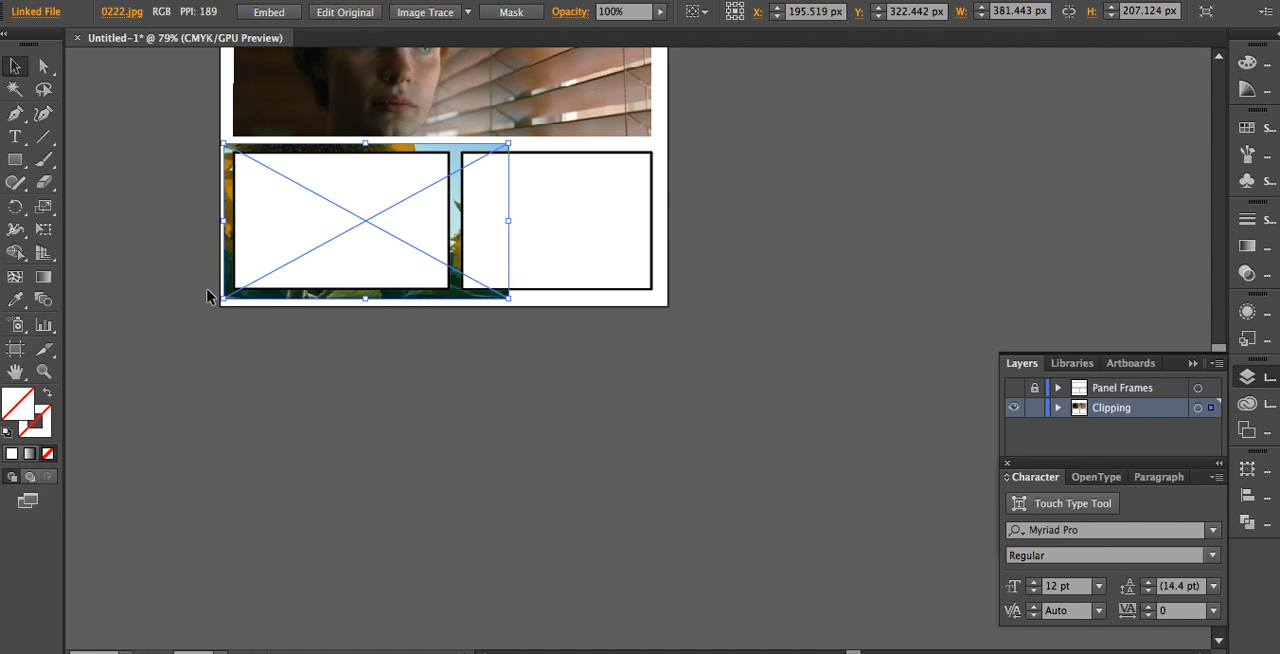 Linked File 0222.jpg RGB PPI: 189 Embed Edit Original Image Trace Mask Opacity: 100% X: 195.519 px Y: 322.442 px W: 381.443 px H: 207.124 px
× Untitled-1* @ 79% (CMYK/GPU Preview)
T
S...
S...
S...
Layers Libraries Artboards
Panel Frames
L...
Clipping
L...
Character OpenType Paragraph
Touch Type Tool
Myriad Pro
Regular
12 pt (14.4 pt)
VA Auto VA 0